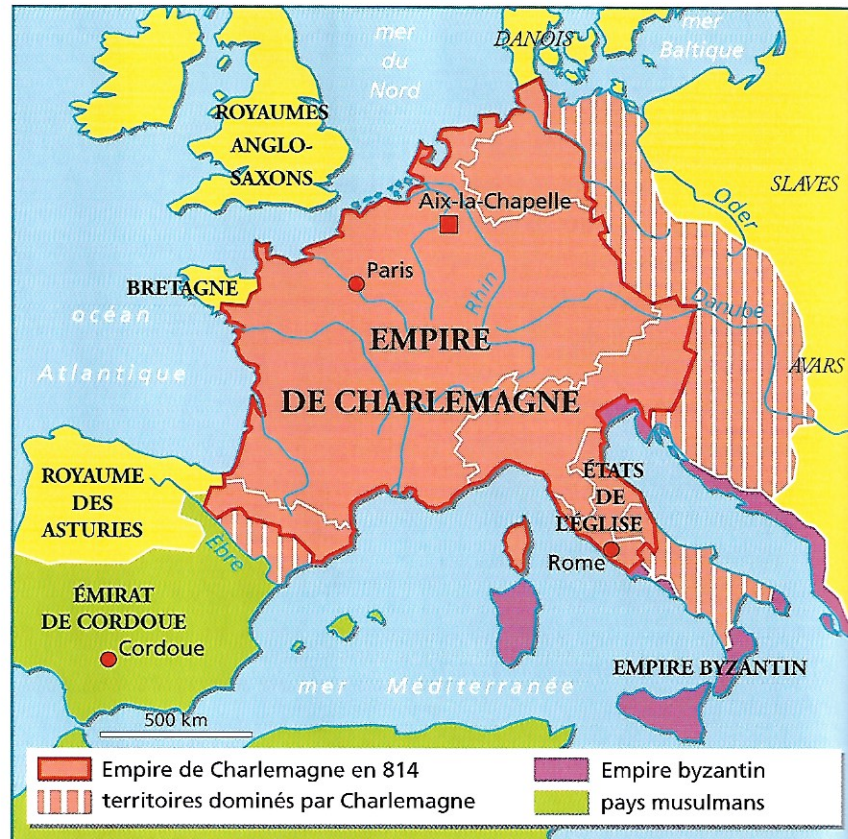 mer
du
Nord
DANOIS
mer
Baltique
ROYAUMES
ANGLO-
SAXONS
SLAVES
Oder
Aix-la-Chapelle
Paris
Rhin
BRETAGNE
Danube
océan
Atlantique
EMPIRE
DE CHARLEMAGNE
AVARS
ROYAUME
DES
ASTURIES
ÉTATS
DE
L'ÉGLISE
Èbre
Rome
ÉMIRAT
DE CORDOUE
Cordoue
EMPIRE BYZANTIN
mer Méditerranée
500 km
Empire de Charlemagne en 814
territoires dominés par Charlemagne
Empire byzantin
pays musulmans